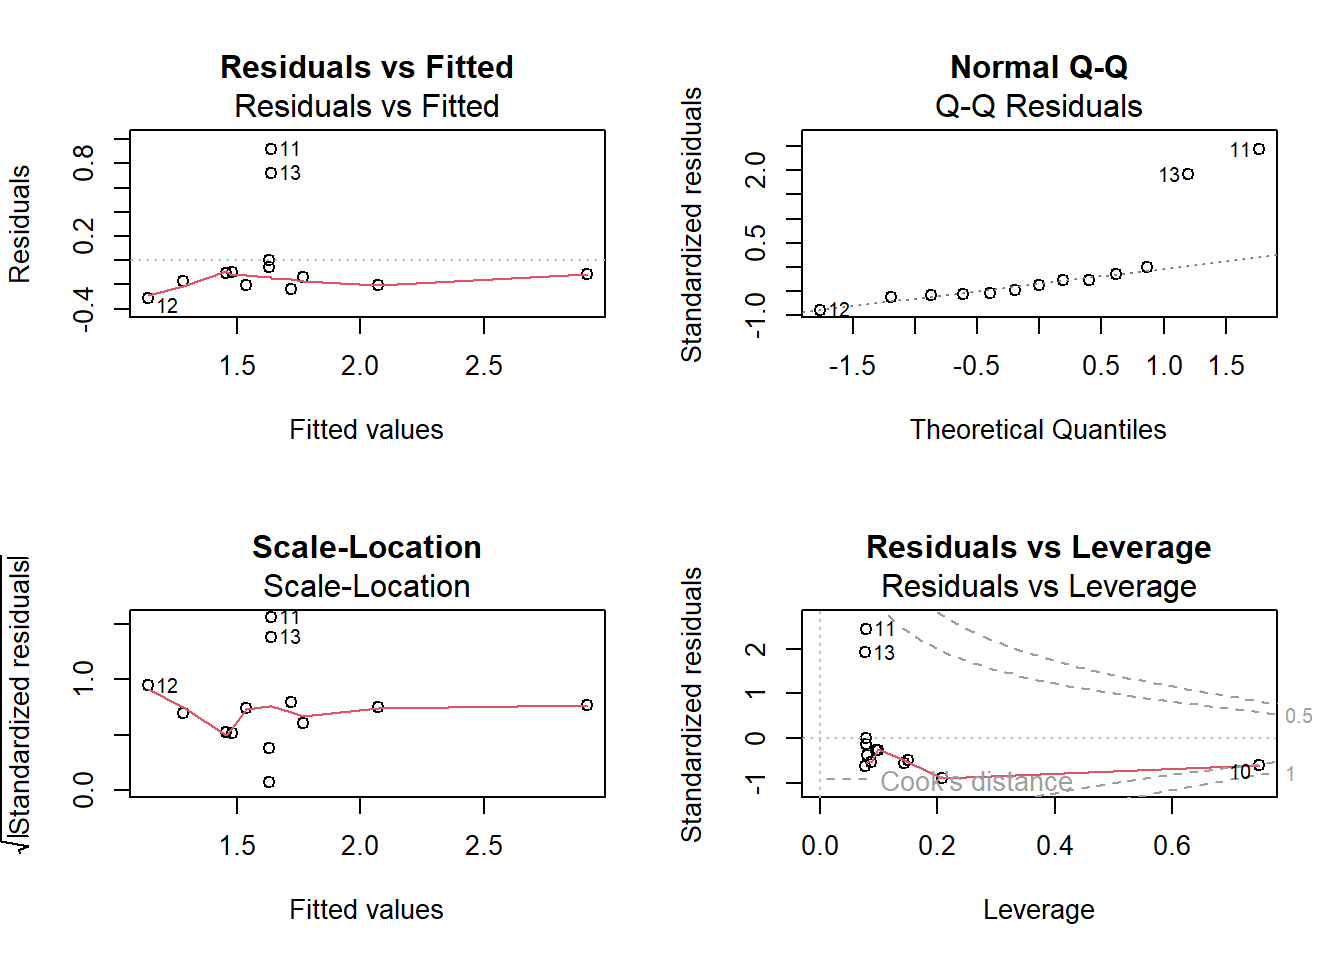 Residuals vs Fitted
Residuals vs Fitted
Residuals
0.8
0.2
-0.4
11
13
12
1.5 2.0 2.5
Fitted values
Normal Q-Q
Q-Q Residuals
Standardized residuals
2.0
0.5
-1.0
11
13
12
-1.5 -0.5 0.5 1.0 1.5
Theoretical Quantiles
Scale-Location
Scale-Location
√|Standardized residuals|
1.0
0.0
11
13
12
1.5 2.0 2.5
Fitted values
Residuals vs Leverage
Residuals vs Leverage
Standardized residuals
2
1
0
-1
11
13
10
Cook's distance
0.5
1
0.0 0.2 0.4 0.6
Leverage